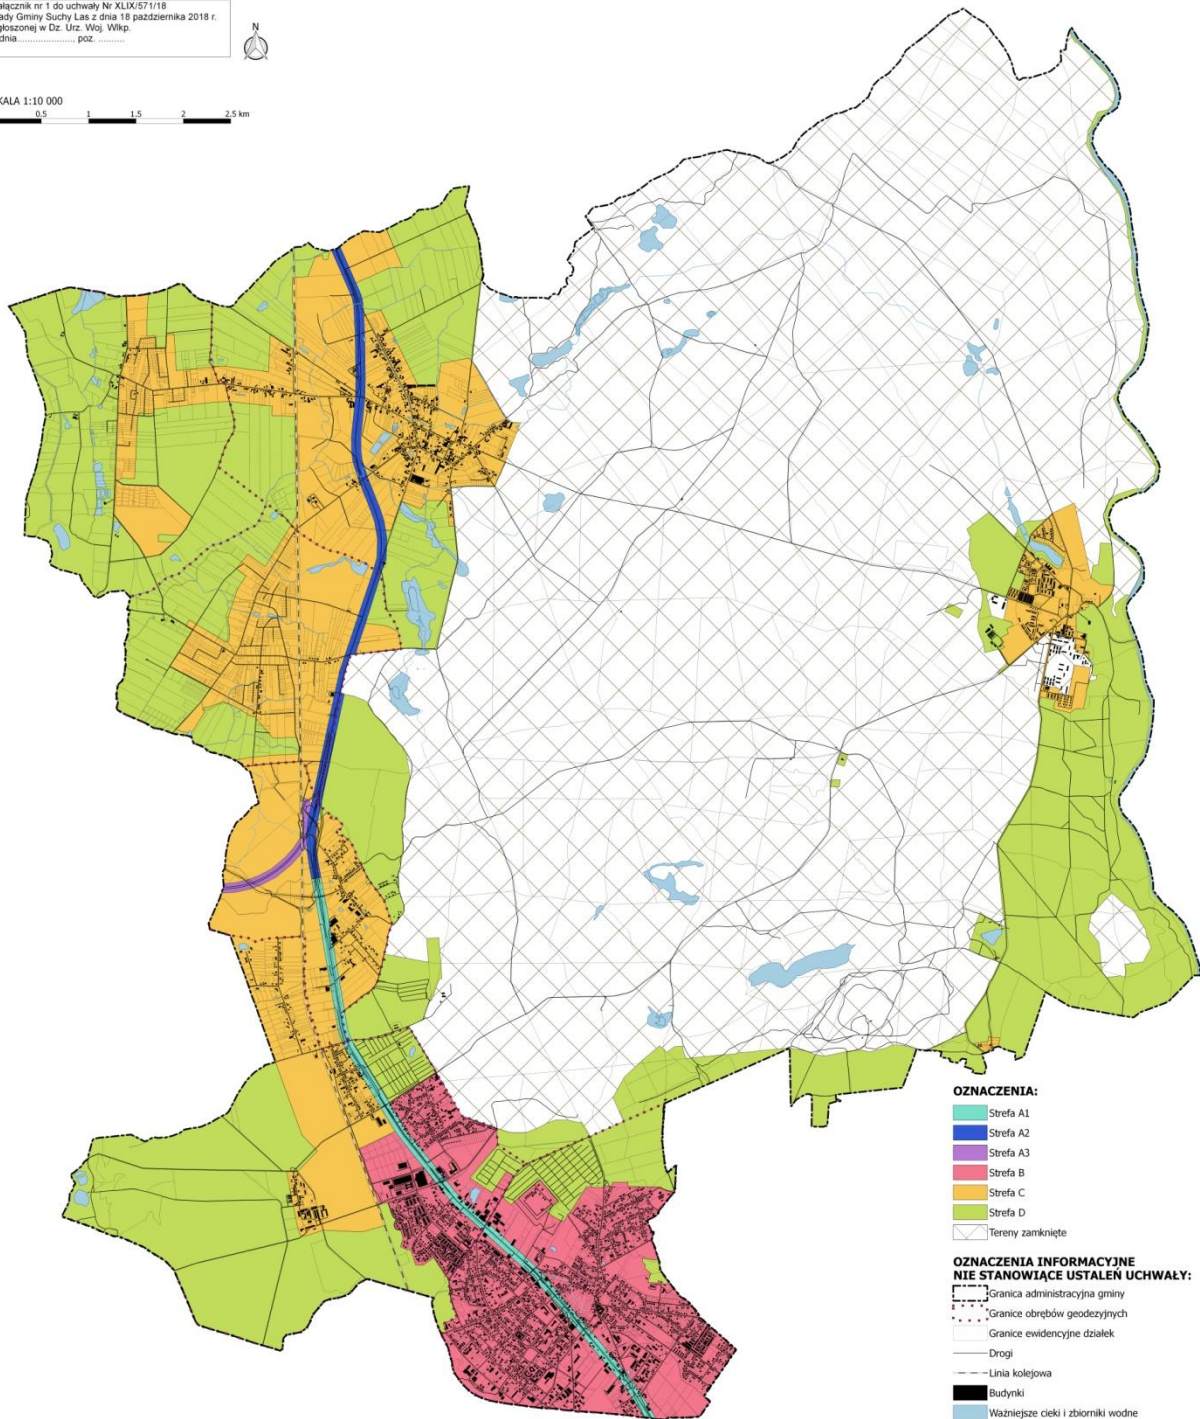 ałącznik nr 1 do uchwały Nr XLIX/571/18
ady Gminy Suchy Las z dnia 18 października 2018 r.
głoszonej w Dz. Urz. Woj. Wlkp.
dnia....................., poz. ..........
N
KALA 1:10 000
0.5 1 1.5 2 2.5 km
OZNACZENIA:
Strefa A1
Strefa A2
Strefa A3
Strefa B
Strefa C
Strefa D
Tereny zamknięte
OZNACZENIA INFORMACYJNE
NIE STANOWIĄCE USTALEŃ UCHWAŁY:
Granica administracyjna gminy
Granice obrębów geodezyjnych
Granice ewidencyjne działek
Drogi
Linia kolejowa
Budynki
Ważniejsze cieki i zbiorniki wodne